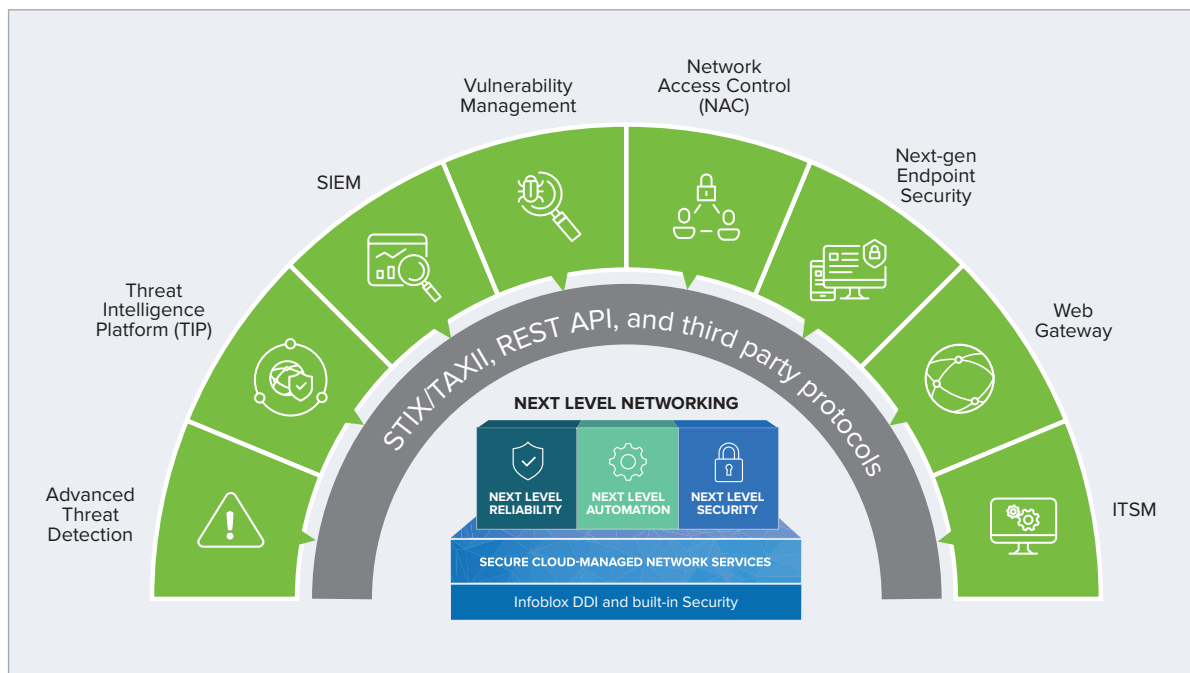 Advanced
Threat
Detection
Threat
Intelligence
Platform (TIP)
SIEM
Vulnerability
Management
Network
Access Control
(NAC)
Next-gen
Endpoint
Security
Web
Gateway
ITSM
STIX/TAXII, REST API, and third party protocols
NEXT LEVEL NETWORKING
NEXT LEVEL
RELIABILITY
NEXT LEVEL
AUTOMATION
NEXT LEVEL
SECURITY
SECURE CLOUD-MANAGED NETWORK SERVICES
Infoblox DDI and built-in Security